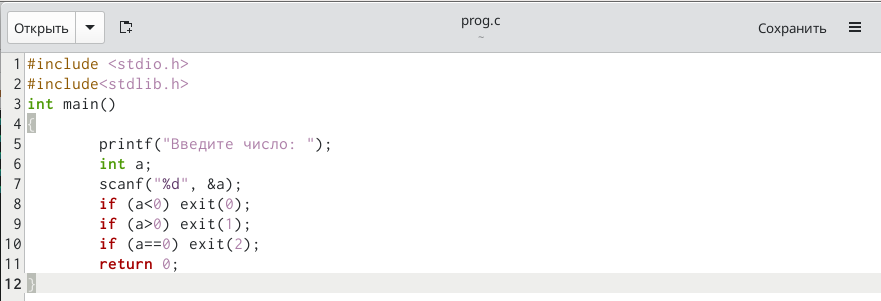 Открыть prog.c Сохранить
~
1 #include <stdio.h>
2 #include<stdlib.h>
3 int main()
4 {
5         printf("Введите число: ");
6         int a;
7         scanf("%d", &a);
8         if (a<0) exit(0);
9         if (a>0) exit(1);
10         if (a==0) exit(2);
11         return 0;
12 }